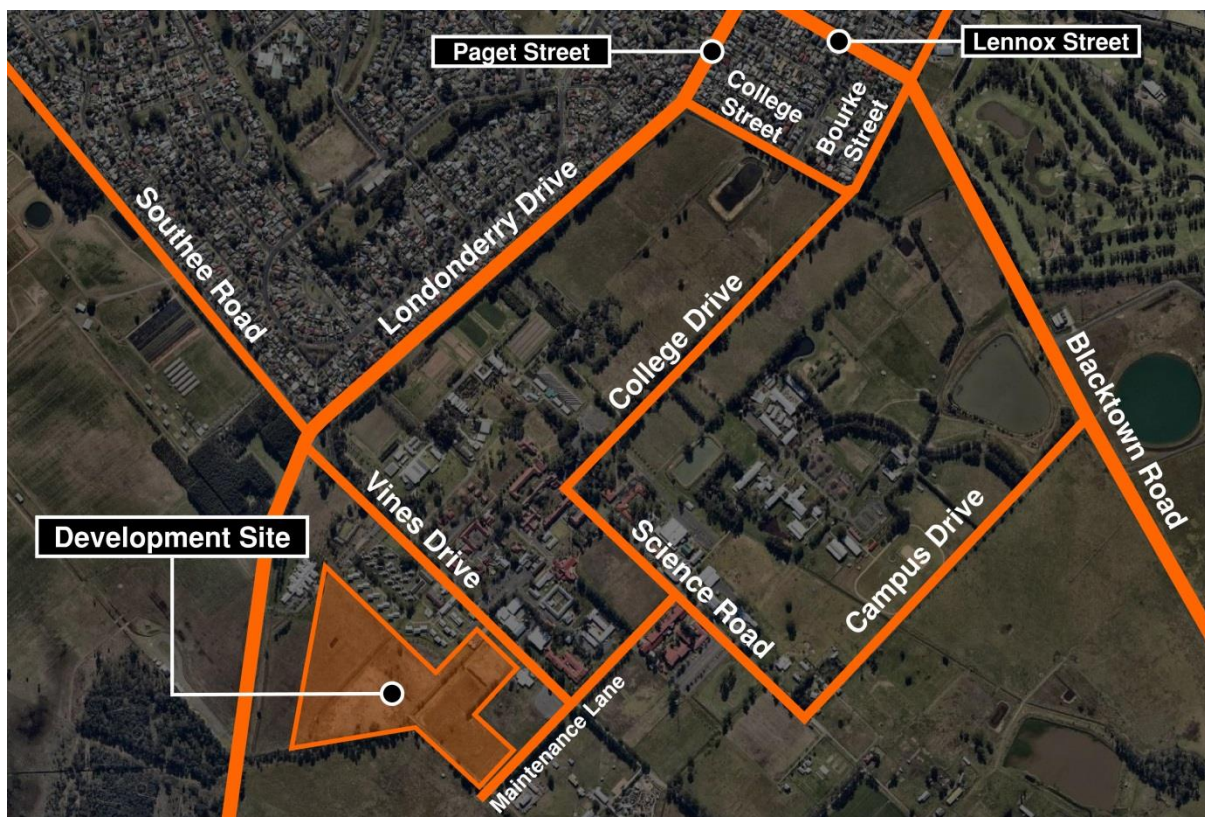 Paget Street
Lennox Street
College
Street
Bourke
Street
Southee Road
Londonderry Drive
College Drive
Blacktown Road
Vines Drive
Development Site
Science Road
Campus Drive
Maintenance Lane